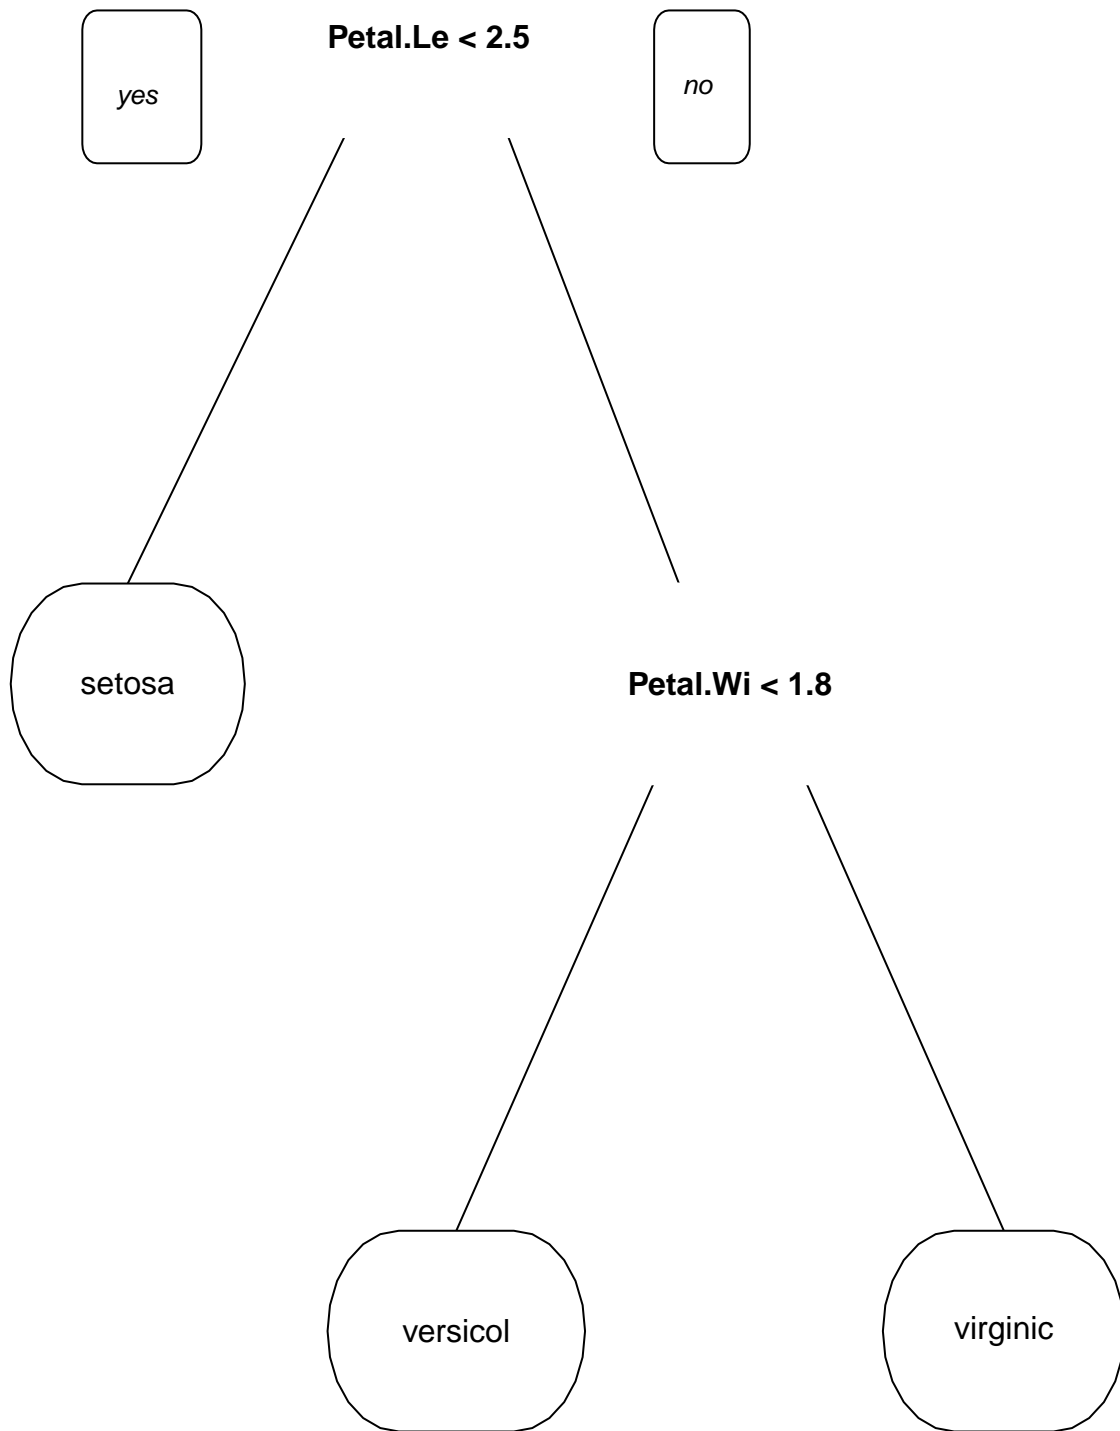 Petal.Le < 2.5
yes
no
setosa
Petal.Wi < 1.8
versicol
virginic